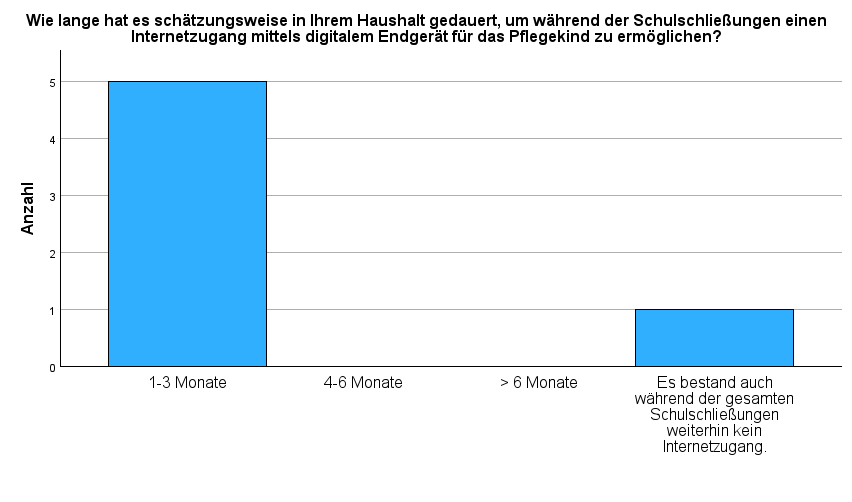 Wie lange hat es schätzungsweise in Ihrem Haushalt gedauert, um während der Schulschließungen einen
Internetzugang mittels digitalem Endgerät für das Pflegekind zu ermöglichen?
Anzahl
5
4
3
2
1
0
1-3 Monate
4-6 Monate
> 6 Monate
Es bestand auch
während der gesamten
Schulschließungen
weiterhin kein
Internetzugang.